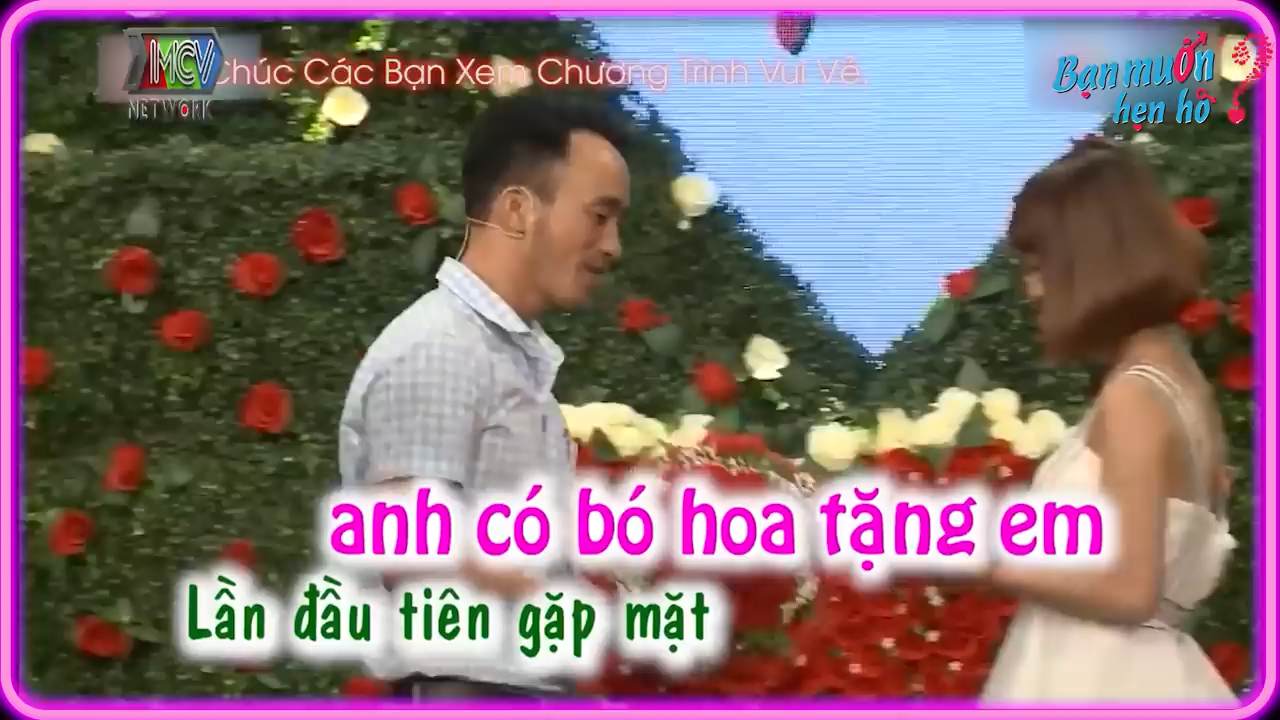 MCV
NETWORK
Chúc Các Bạn Xem Chương Trình Vui Vẻ.
Bạn muốn
hẹn hò
anh có bó hoa tặng em
Lần đầu tiên gặp mặt